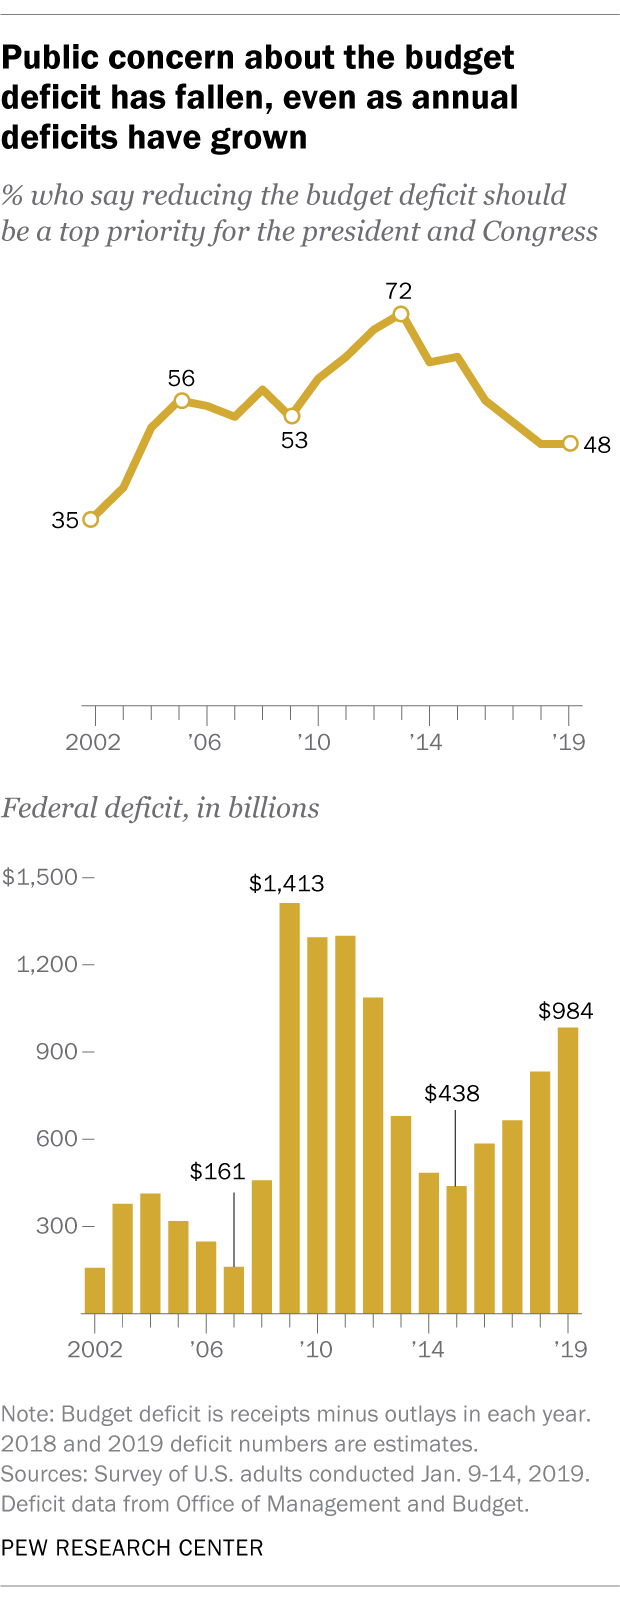 Public concern about the budget
deficit has fallen, even as annual
deficits have grown
% who say reducing the budget deficit should
be a top priority for the president and Congress
72
56
53
48
35
2002 ’06 ’10 ’14 ’19
Federal deficit, in billions
$1,500
$1,413
1,200
$984
900
$438
600
$161
300
2002 ’06 ’10 ’14 ’19
Note: Budget deficit is receipts minus outlays in each year.
2018 and 2019 deficit numbers are estimates.
Sources: Survey of U.S. adults conducted Jan. 9-14, 2019.
Deficit data from Office of Management and Budget.
PEW RESEARCH CENTER